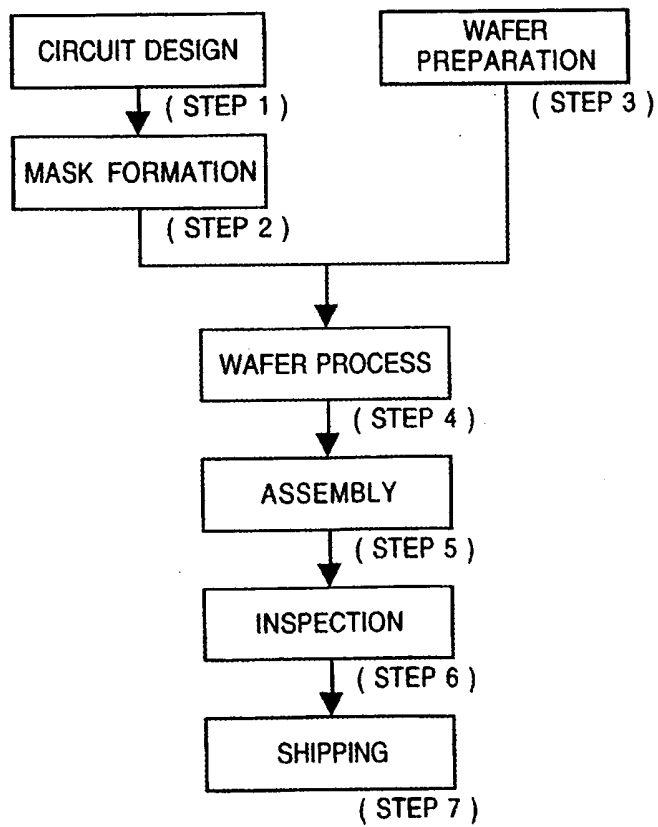 CIRCUIT DESIGN
( STEP 1 )
MASK FORMATION
( STEP 2 )
WAFER
PREPARATION
( STEP 3 )
WAFER PROCESS
( STEP 4 )
ASSEMBLY
( STEP 5 )
INSPECTION
( STEP 6 )
SHIPPING
( STEP 7 )